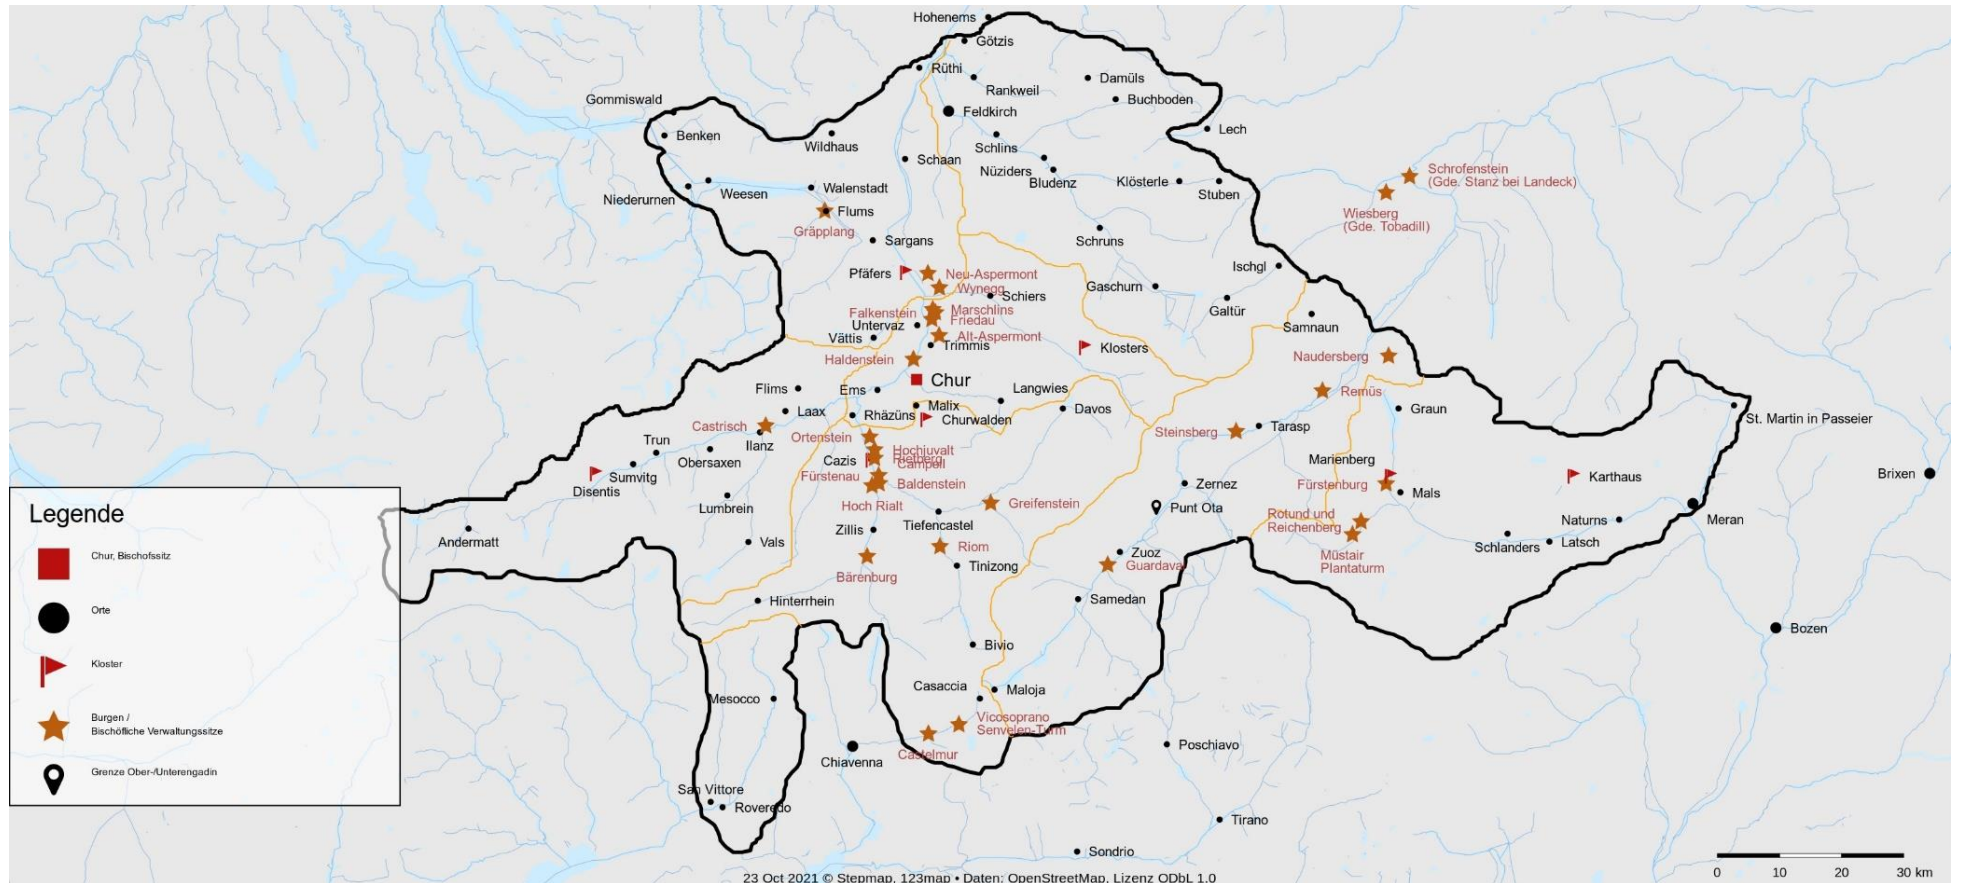 Hohenems
Götzis
Rüthi
Damüls
Rankweil
Gommiswald
Buchboden
Feldkirch
Benken
Lech
Wildhaus
Schlins
Schaan
Nüziders
Bludenz
Klösterle
Stuben
Schrofenstein
(Gde. Stanz bei Landeck)
Walenstadt
Weesen
Niederurnen
Flums
Wiesberg
(Gde. Tobadill)
Gräpplang
Sargans
Schruns
Pfäfers
Neu-Aspermont
Wynegg
Ischgl
Gaschurn
Schiers
Galtür
Falkenstein
Marschlins
Friedau
Untervaz
Samnaun
Vättis
Alt-Aspermont
Trimmis
Klosters
Haldenstein
Naudersberg
Chur
Flims
Ems
Langwies
Remüs
Laax
Rhäzüns
Malix
Davos
Graun
Churwalden
St. Martin in Passeier
Castrisch
Ilanz
Ortenstein
Steinsberg
Tarasp
Trun
Obersaxen
Hochjuvalt
Rietberg
Campell
Cazis
Marienberg
Sumvitg
Disentis
Fürstenau
Baldenstein
Zernez
Fürstenburg
Mals
Karthaus
Brixen
Lumbrein
Hoch Rialt
Greifenstein
Punt Ota
Legende
Tiefencastel
Rotund und
Reichenberg
Naturns
Meran
Andermatt
Zillis
Vals
Riom
Zuoz
Guardaval
Schlanders
Latsch
Müstair
Plantaturm
Chur, Bischofssitz
Bärenburg
Tinizong
Hinterrhein
Samedan
Orte
Bozen
Bivio
Kloster
Casaccia
Maloja
Mesocco
Vicosoprano
Senvelen-Turm
Burgen /
Bischöfliche Verwaltungssitze
Castelmur
Chiavenna
Poschiavo
Grenze Ober-/Unterengadin
San Vittore
Roveredo
Tirano
Sondrio
0 10 20 30 km
23 Oct 2021 © Stepmap, 123map • Daten: OpenStreetMap, Lizenz ODbL 1.0